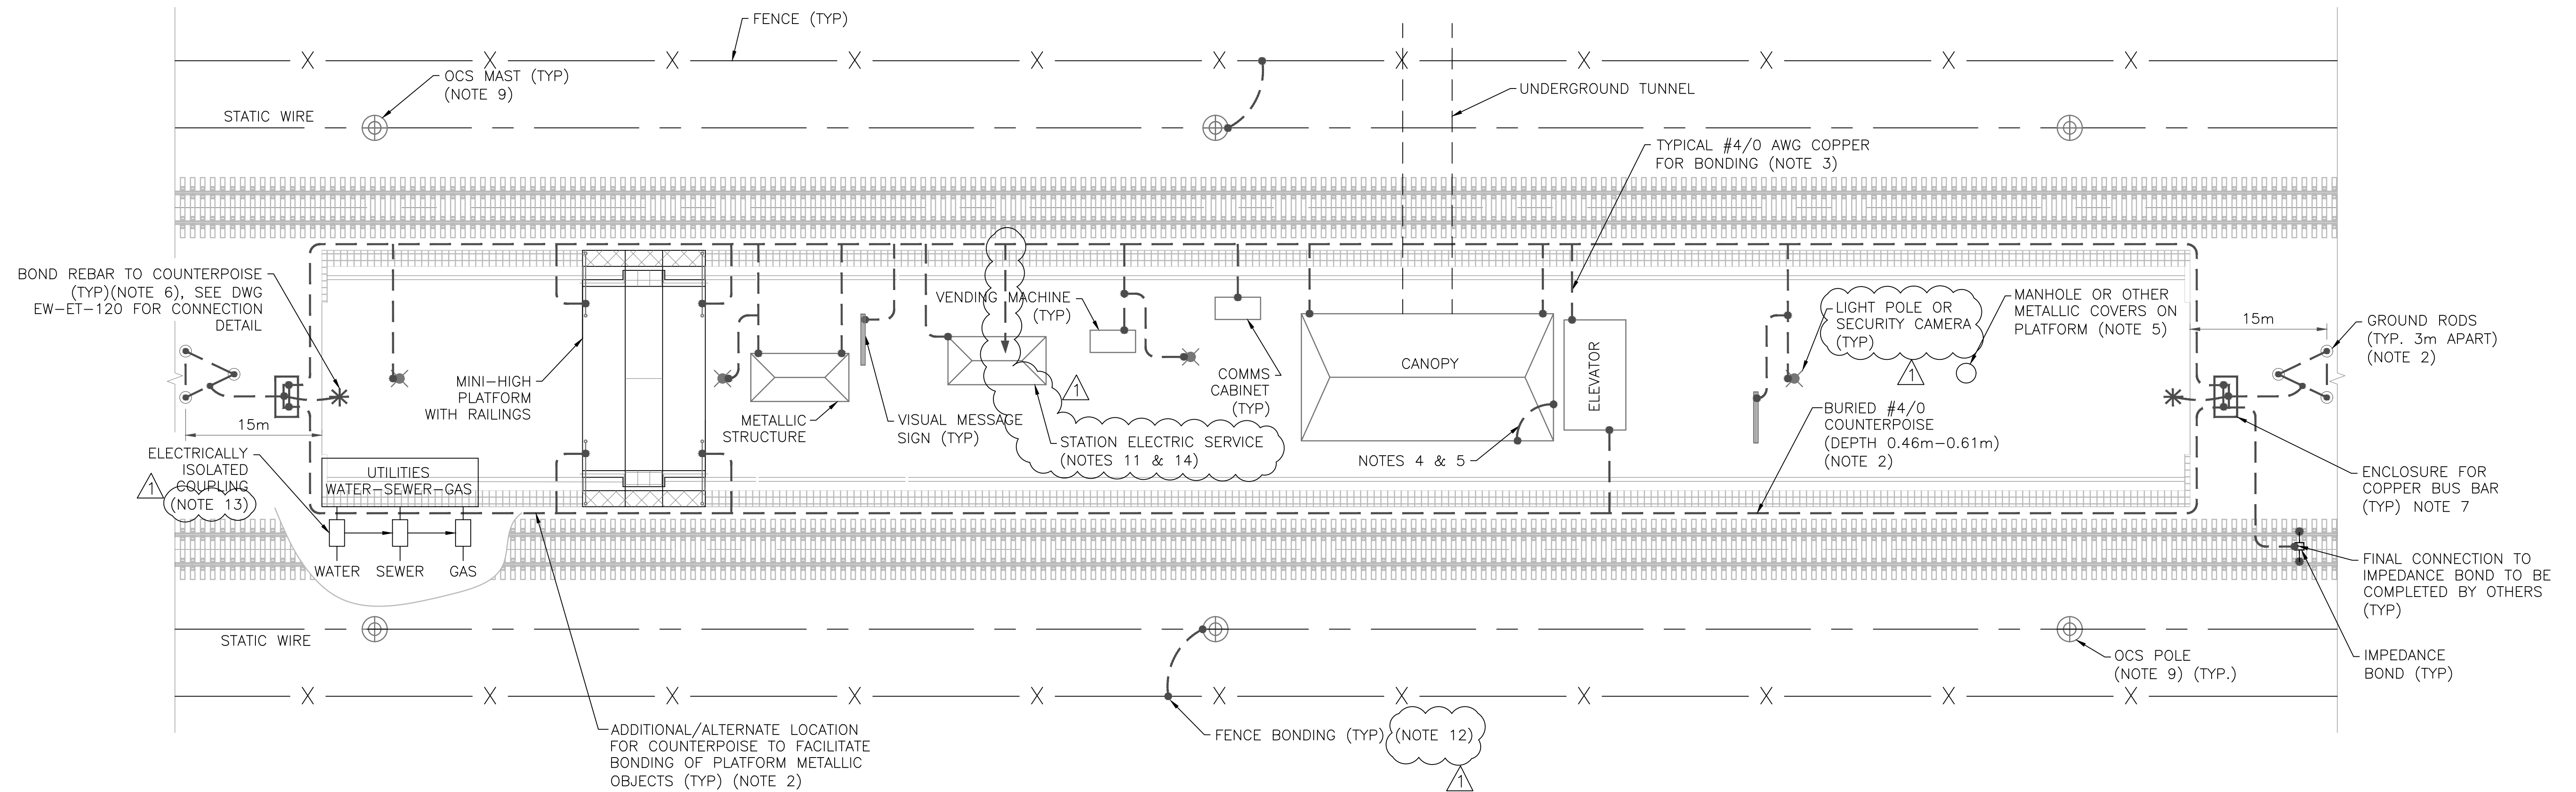 FENCE (TYP)
OCS MAST (TYP)
(NOTE 9)
STATIC WIRE
UNDERGROUND TUNNEL
TYPICAL #4/0 AWG COPPER
FOR BONDING (NOTE 3)
BOND REBAR TO COUNTERPOISE
(TYP)(NOTE 6), SEE DWG
EW-ET-120 FOR CONNECTION
DETAIL
15m
ELECTRICALLY
ISOLATED
COUPLING
(NOTE 13)
1
UTILITIES
WATER-SEWER-GAS
WATER
SEWER
GAS
MINI-HIGH
PLATFORM
WITH RAILINGS
METALLIC
STRUCTURE
VISUAL MESSAGE
SIGN (TYP)
VENDING MACHINE
(TYP)
1
STATION ELECTRIC SERVICE
(NOTES 11 & 14)
COMMS
CABINET
(TYP)
CANOPY
NOTES 4 & 5
ELEVATOR
LIGHT POLE OR
SECURITY CAMERA
(TYP)
1
MANHOLE OR OTHER
METALLIC COVERS ON
PLATFORM (NOTE 5)
BURIED #4/0
COUNTERPOISE
(DEPTH 0.46m-0.61m)
(NOTE 2)
15m
GROUND RODS
(TYP. 3m APART)
(NOTE 2)
ENCLOSURE FOR
COPPER BUS BAR
(TYP) NOTE 7
FINAL CONNECTION TO
IMPEDANCE BOND TO BE
COMPLETED BY OTHERS
(TYP)
IMPEDANCE
BOND (TYP)
STATIC WIRE
OCS POLE
(NOTE 9) (TYP.)
ADDITIONAL/ALTERNATE LOCATION
FOR COUNTERPOISE TO FACILITATE
BONDING OF PLATFORM METALLIC
OBJECTS (TYP) (NOTE 2)
FENCE BONDING (TYP) (NOTE 12)
1